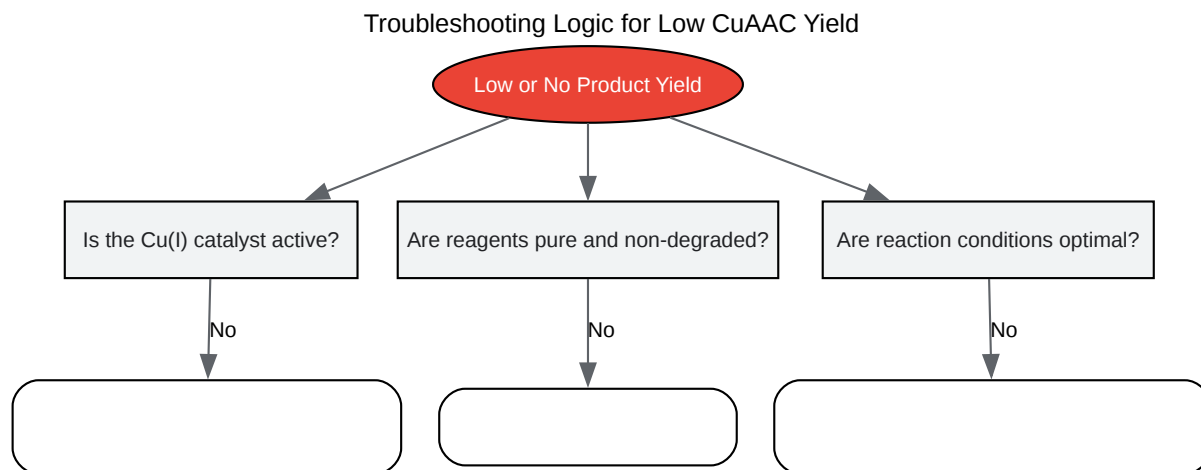 Troubleshooting Logic for Low CuAAC Yield
Low or No Product Yield
Is the Cu(I) catalyst active?
Are reagents pure and non-degraded?
Are reaction conditions optimal?
No
No
No